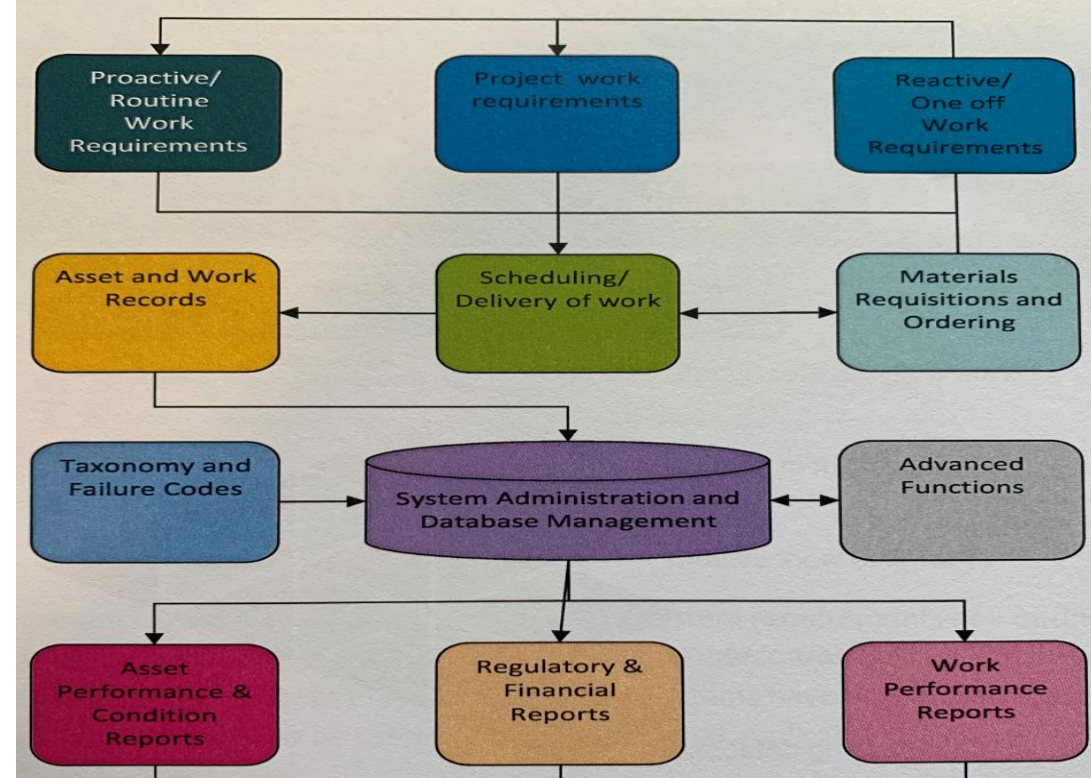 Proactive/
Routine
Work
Requirements
Project work
requirements
Reactive/
One off
Work
Requirements
Asset and Work
Records
Scheduling/
Delivery of work
Materials
Requisitions and
Ordering
Taxonomy and
Failure Codes
System Administration and
Database Management
Advanced
Functions
Asset
Performance &
Condition
Reports
Regulatory &
Financial
Reports
Work
Performance
Reports